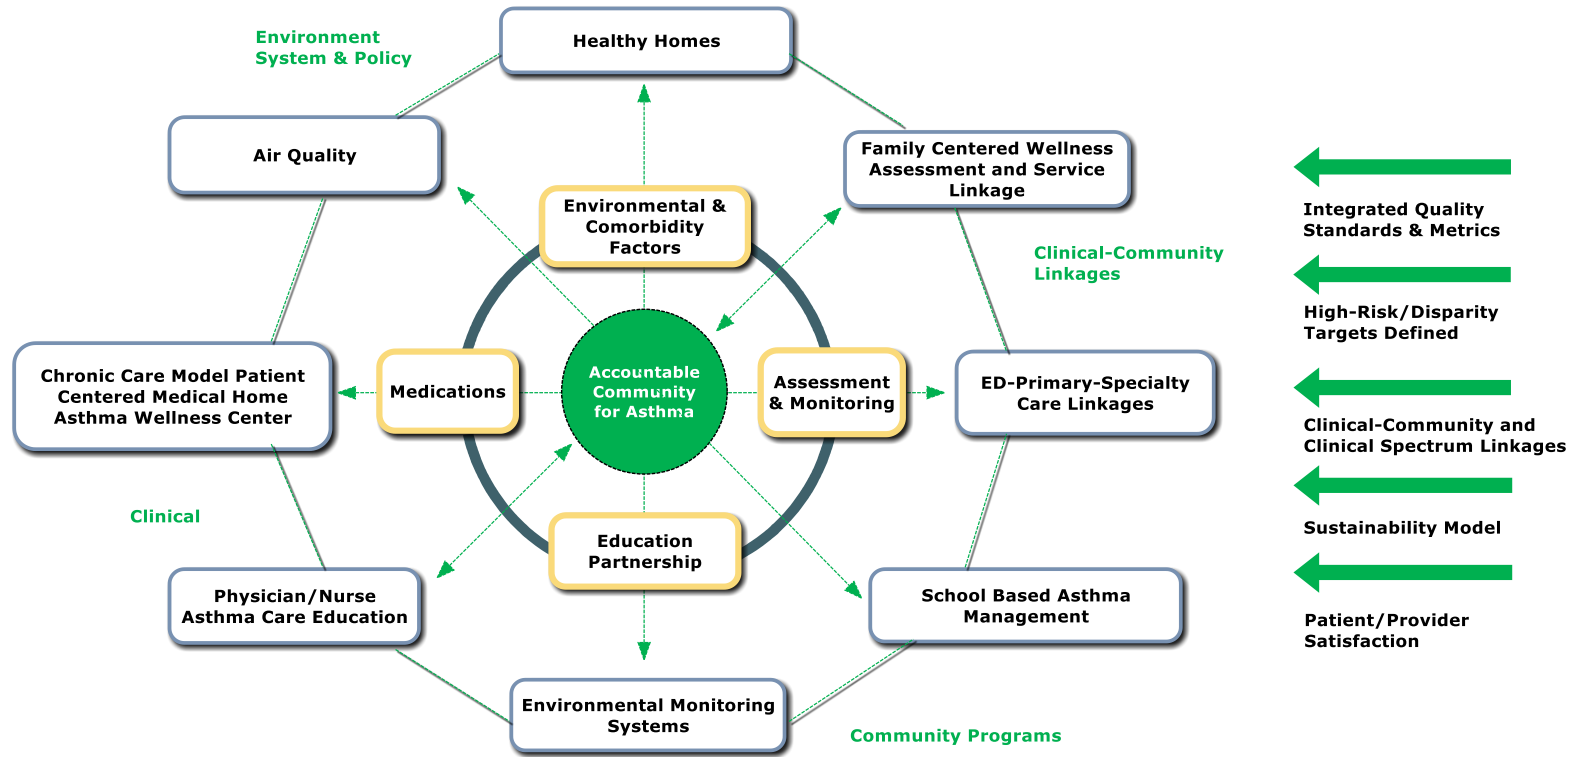 Environment
System & Policy
Healthy Homes
Air Quality
Family Centered Wellness
Assessment and Service
Linkage
Environmental &
Comorbidity
Factors
Clinical-Community
Linkages
Chronic Care Model Patient
Centered Medical Home
Asthma Wellness Center
Medications
Accountable
Community
for Asthma
Assessment
& Monitoring
ED-Primary-Specialty
Care Linkages
Clinical
Education
Partnership
Physician/Nurse
Asthma Care Education
School Based Asthma
Management
Environmental Monitoring
Systems
Community Programs
Integrated Quality
Standards & Metrics
High-Risk/Disparity
Targets Defined
Clinical-Community and
Clinical Spectrum Linkages
Sustainability Model
Patient/Provider
Satisfaction